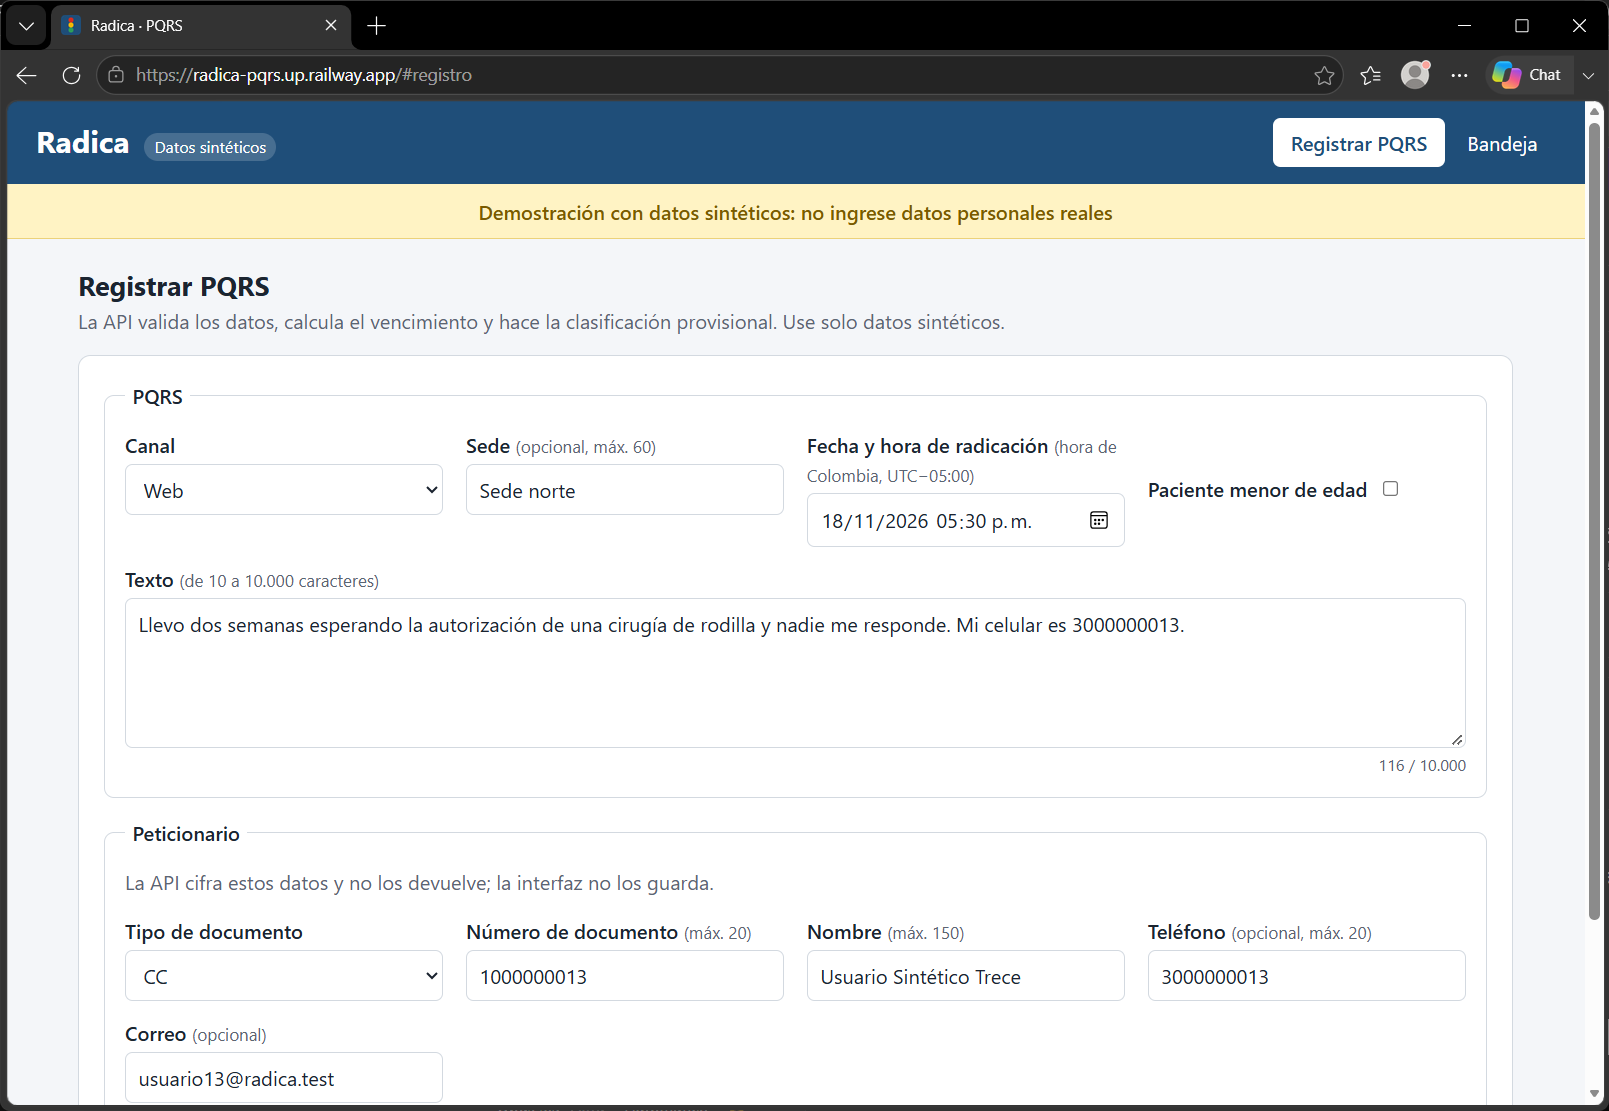 Radica · PQRS
https://radica-pqrs.up.railway.app/#registro
Chat
Radica
Datos sintéticos
Registrar PQRS
Bandeja
Demostración con datos sintéticos: no ingrese datos personales reales
Registrar PQRS
La API valida los datos, calcula el vencimiento y hace la clasificación provisional. Use solo datos sintéticos.
PQRS
Canal
Web
Sede (opcional, máx. 60)
Sede norte
Fecha y hora de radicación (hora de
Colombia, UTC−05:00)
18/11/2026 05:30 p. m.
Paciente menor de edad
Texto (de 10 a 10.000 caracteres)
Llevo dos semanas esperando la autorización de una cirugía de rodilla y nadie me responde. Mi celular es 3000000013.
116 / 10.000
Peticionario
La API cifra estos datos y no los devuelve; la interfaz no los guarda.
Tipo de documento
CC
Número de documento (máx. 20)
1000000013
Nombre (máx. 150)
Usuario Sintético Trece
Teléfono (opcional, máx. 20)
3000000013
Correo (opcional)
usuario13@radica.test